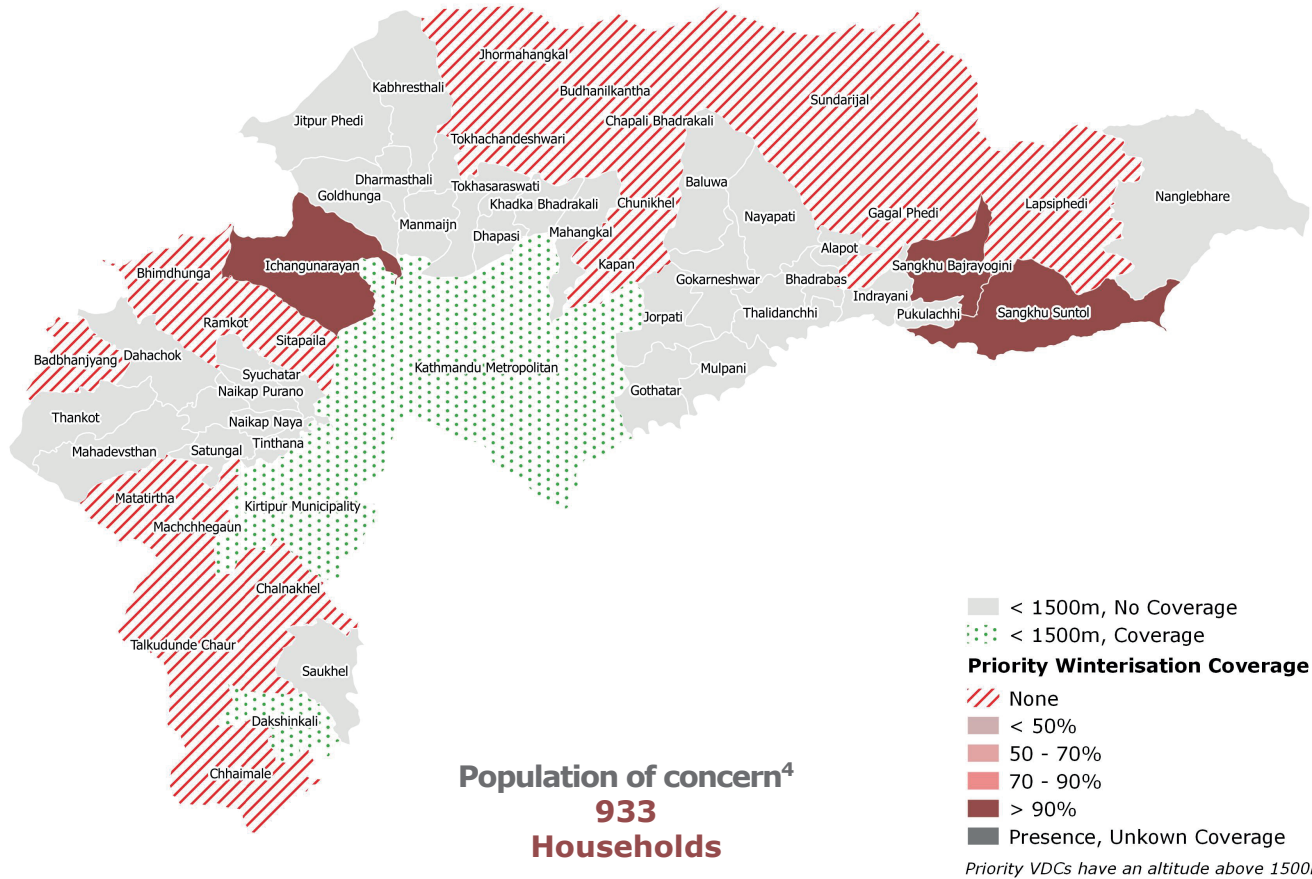 Jhormahangkal
Kabhresthali
Budhanilkantha
Sundarijal
Jitpur Phedi
Chapali Bhadrakali
Tokhachandeshwari
Dharmasthali
Tokhasaraswati
Baluwa
Goldhunga
Khadka Bhadrakali
Chunikhel
Lapsiphedi
Nanglebhare
Manmaijn
Nayapati
Gagal Phedi
Dhapasi
Mahangkal
Alapot
Ichangunarayan
Kapan
Sangkhu Bajrayogini
Bhimdhunga
Gokarneshwar
Bhadrabas
Indrayani
Ramkot
Jorpati
Thalidanchhi
Pukulachhi
Sangkhu Suntol
Sitapaila
Badbhanjyang
Dahachok
Kathmandu Metropolitan
Mulpani
Syuchatar
Naikap Purano
Gothatar
Thankot
Naikap Naya
Mahadevsthan
Satungal
Tinthana
Matatirtha
Kirtipur Municipality
Machchhegaun
Chalnakhel
Talkudunde Chaur
Saukhel
Dakshinkali
Chhaimale
Population of concern4
933
Households
< 1500m, No Coverage
< 1500m, Coverage
Priority Winterisation Coverage
None
< 50%
50 - 70%
70 - 90%
> 90%
Presence, Unkown Coverage
Priority VDCs have an altitude above 1500